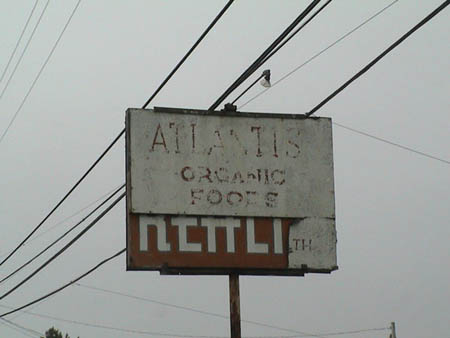 ATLANTIS
ORGANIC
FOODS
TH